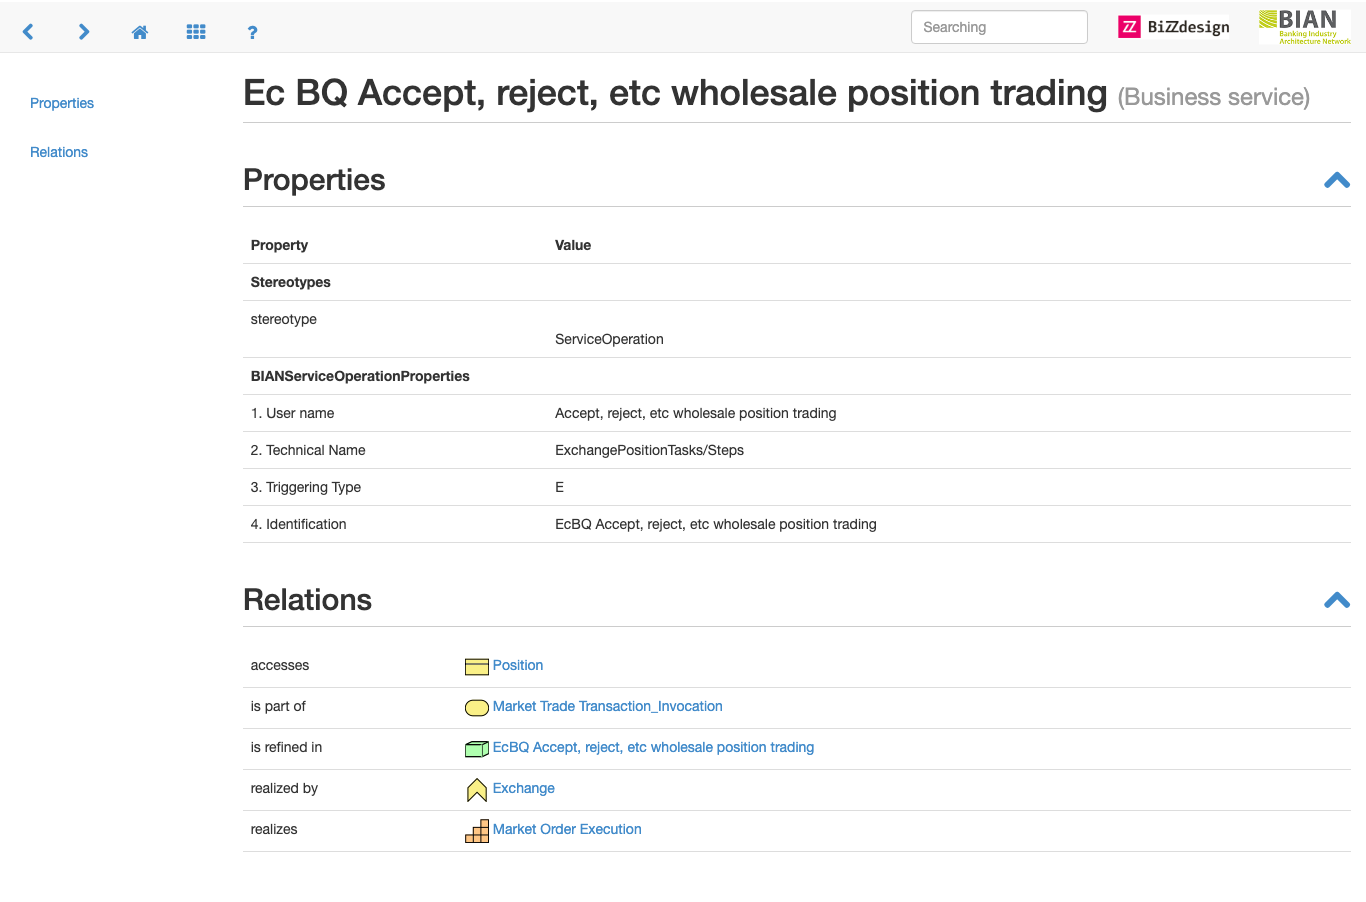 ?
Searching
ZZ BiZZdesign
BIAN
Banking Industry
Architecture Network
Properties
Relations
Ec BQ Accept, reject, etc wholesale position trading (Business service)
Properties
Property Value
Stereotypes
stereotype
ServiceOperation
BIANServiceOperationProperties
1. User name Accept, reject, etc wholesale position trading
2. Technical Name ExchangePositionTasks/Steps
3. Triggering Type E
4. Identification EcBQ Accept, reject, etc wholesale position trading
Relations
accesses Position
is part of Market Trade Transaction_Invocation
is refined in EcBQ Accept, reject, etc wholesale position trading
realized by Exchange
realizes Market Order Execution